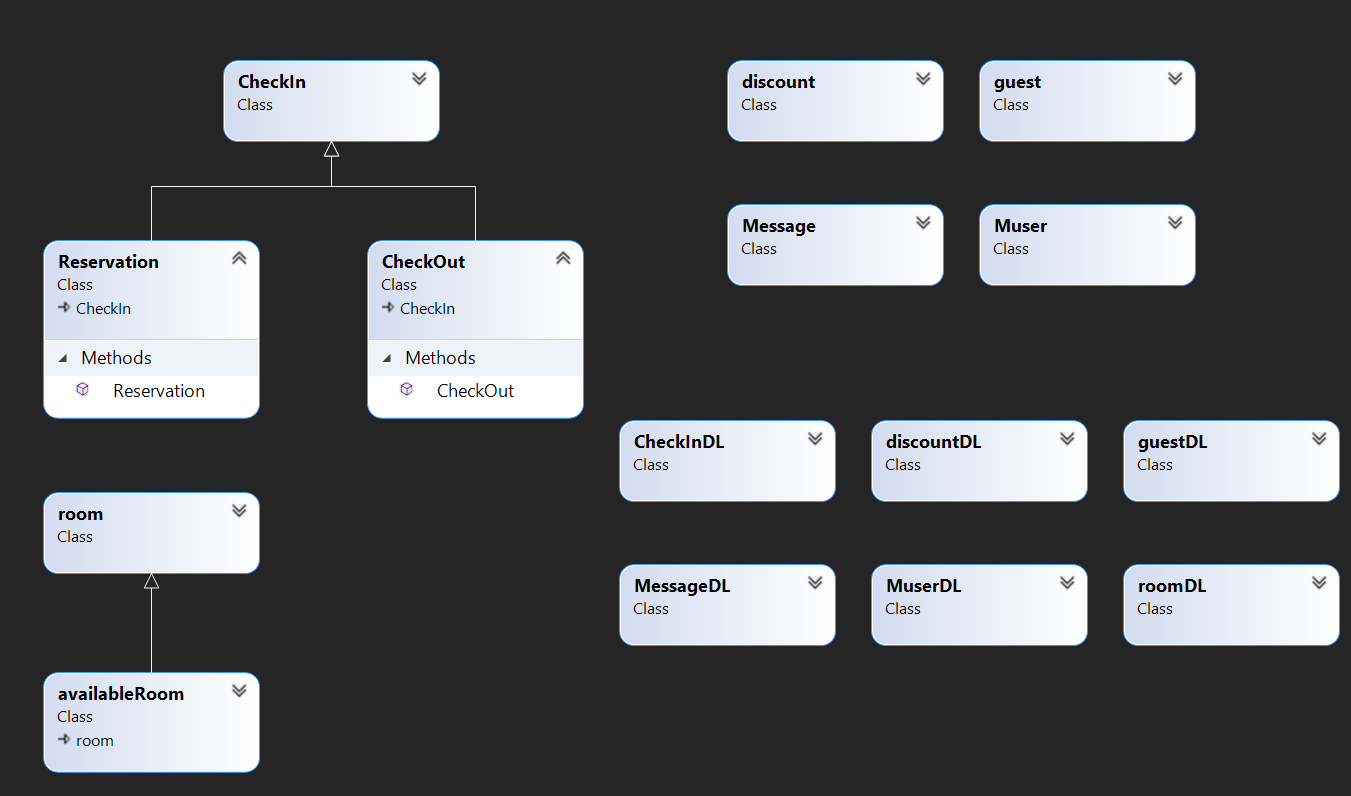 CheckIn
Class
discount
Class
guest
Class
Message
Class
Muser
Class
Reservation
Class
CheckIn
Methods
Reservation
CheckOut
Class
CheckIn
Methods
CheckOut
CheckInDL
Class
discountDL
Class
guestDL
Class
room
Class
MessageDL
Class
MuserDL
Class
roomDL
Class
availableRoom
Class
room